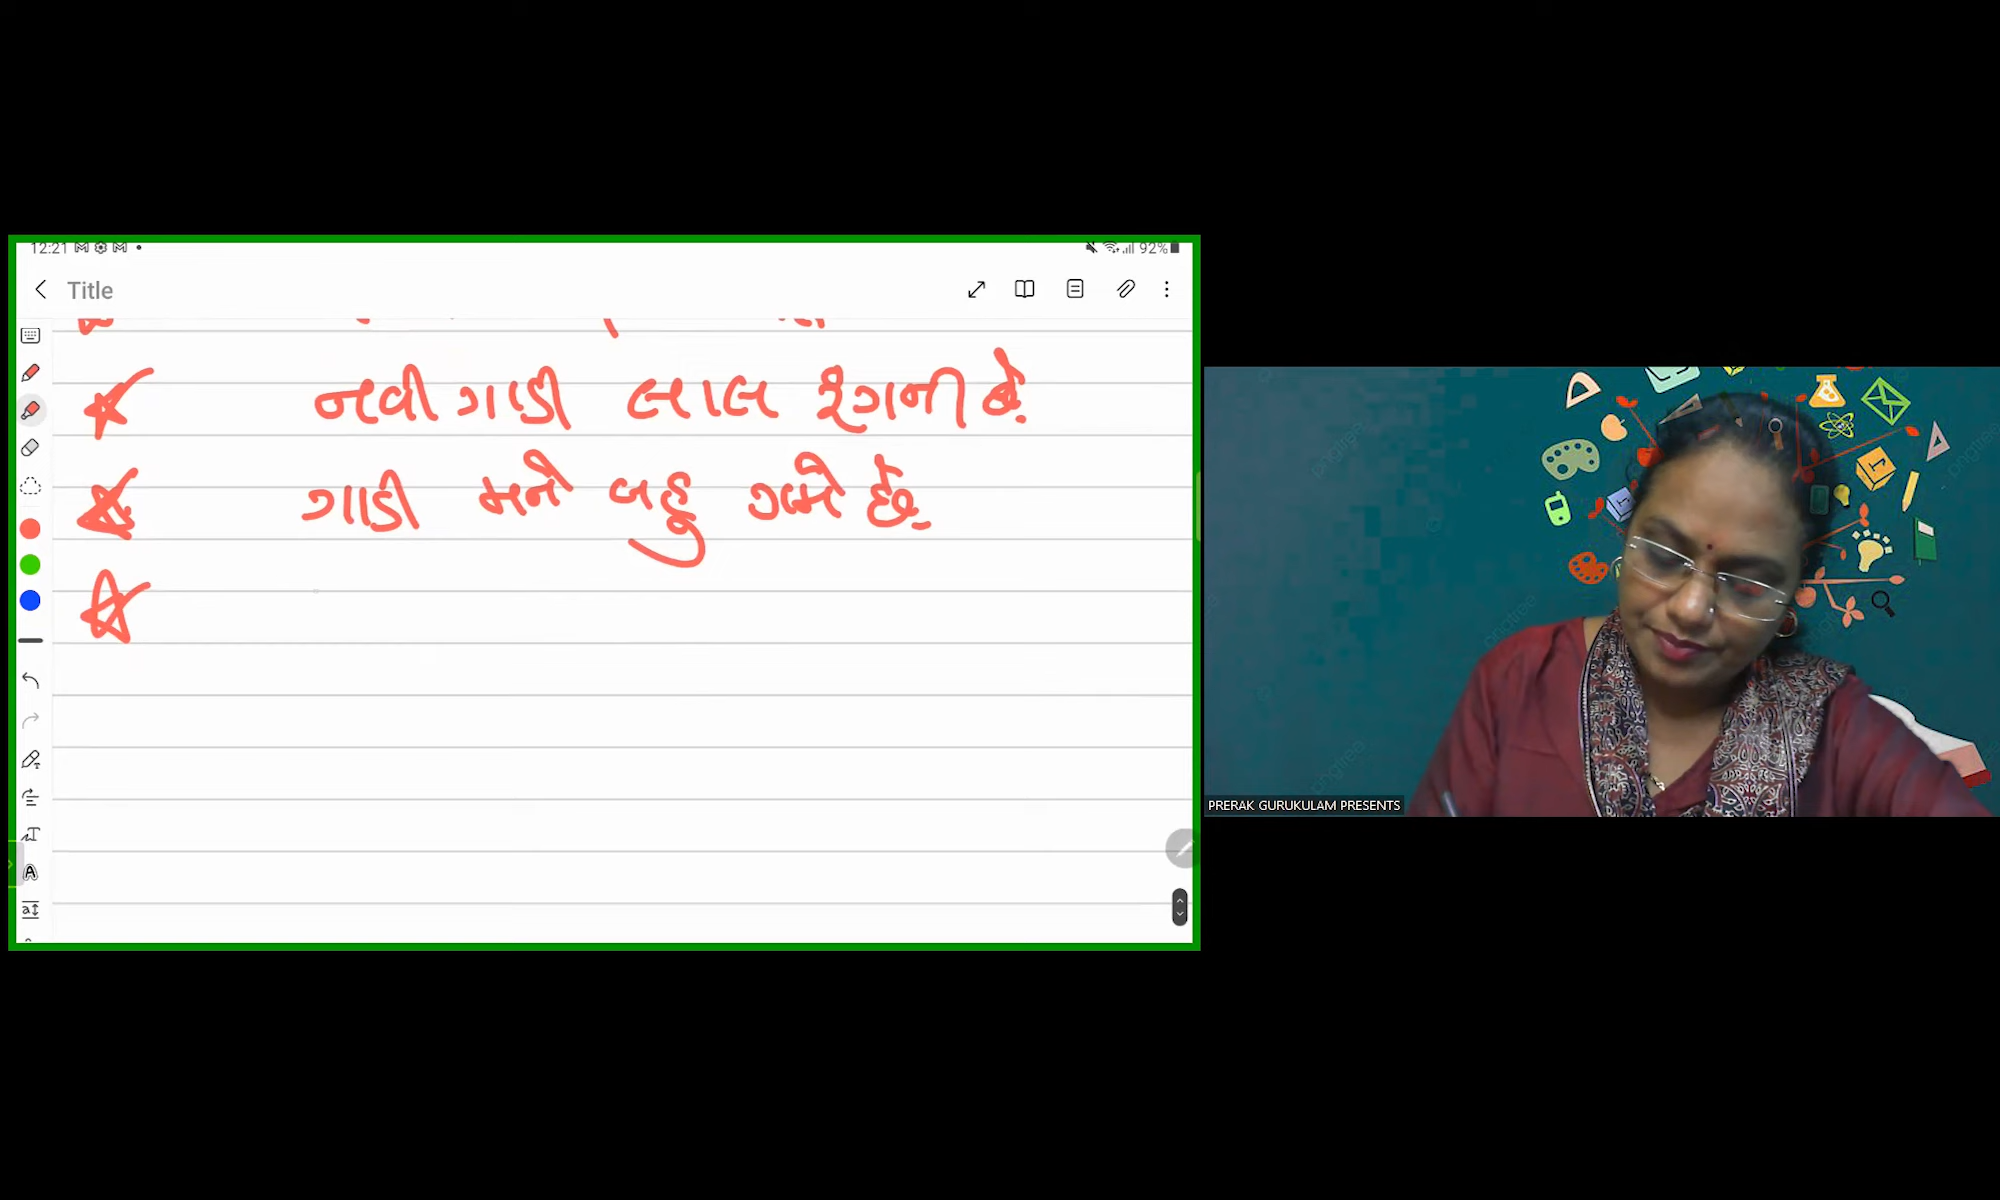 12:21 92%
Title
નવી ગાડી લાલ રંગની છે.
ગાડી મને બહુ ગમે છે.
PRERAK GURUKULAM PRESENTS